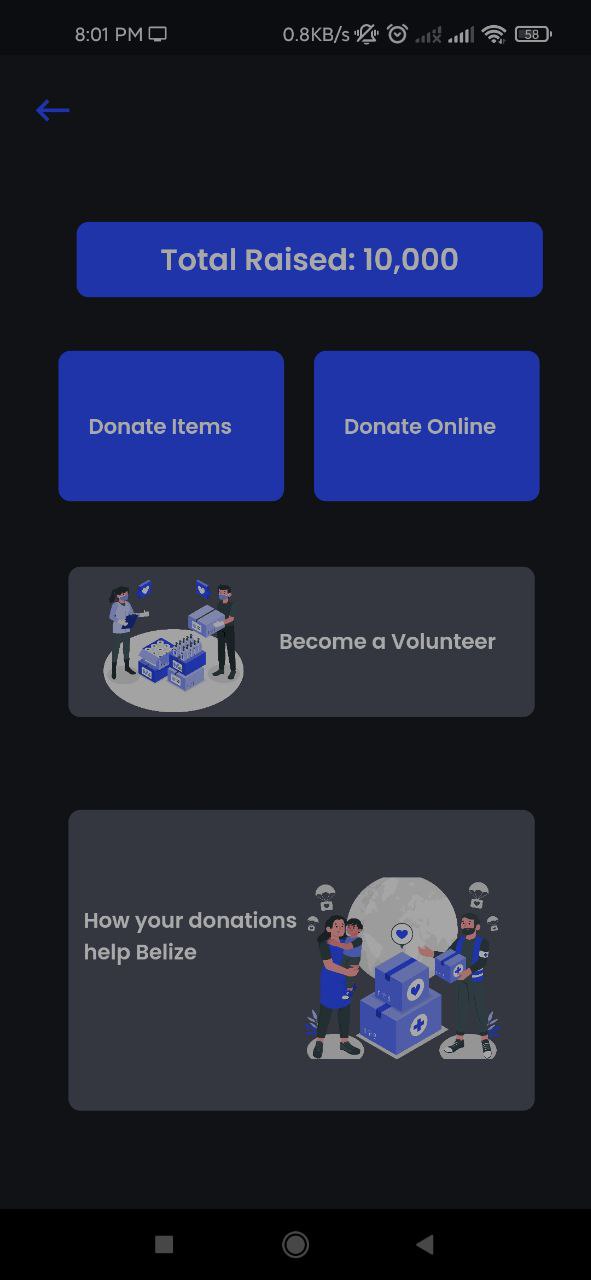 8:01 PM 0.8KB/s 58
Total Raised: 10,000
Donate Items Donate Online
Become a Volunteer
How your donations
help Belize